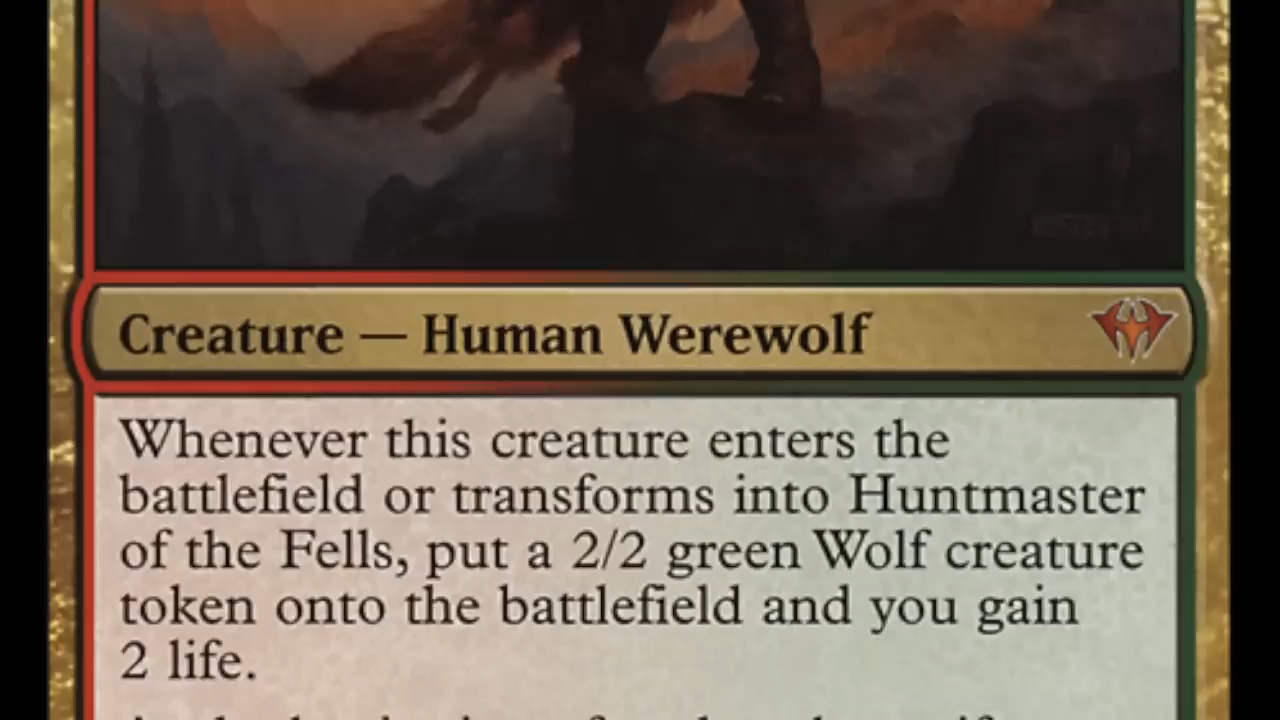 Creature — Human Werewolf
Whenever this creature enters the
battlefield or transforms into Huntmaster
of the Fells, put a 2/2 green Wolf creature
token onto the battlefield and you gain
2 life.